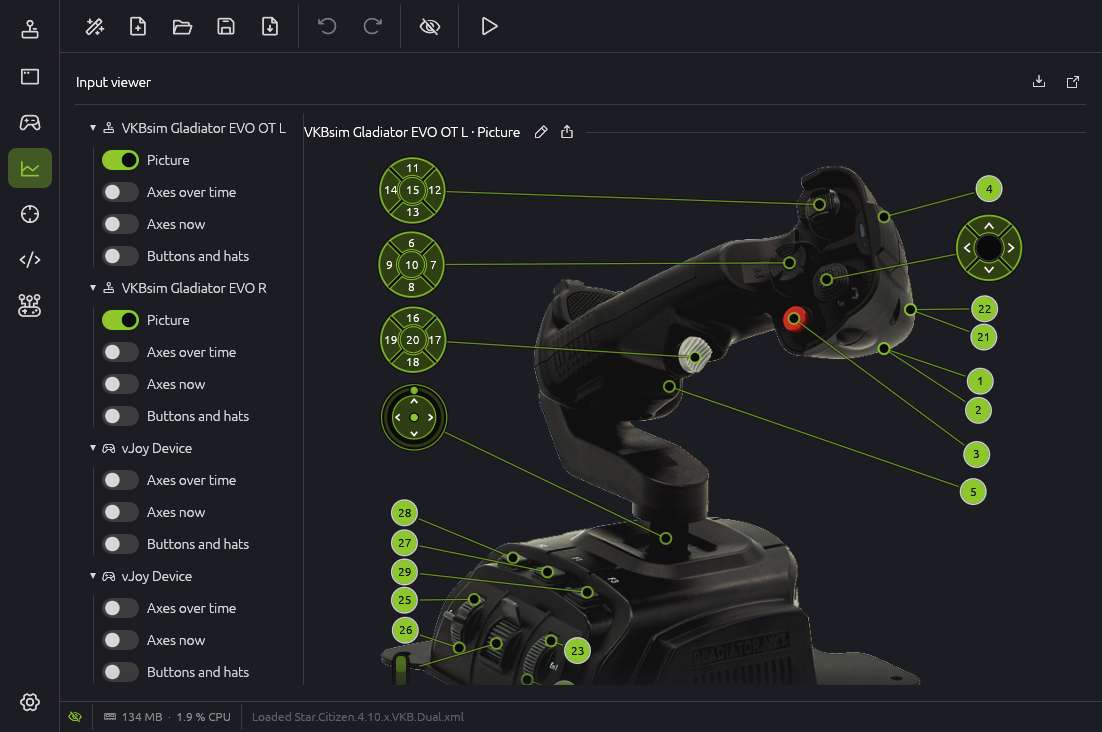 Input viewer
VKBsim Gladiator EVO OT L
Picture
Axes over time
Axes now
Buttons and hats
VKBsim Gladiator EVO R
Picture
Axes over time
Axes now
Buttons and hats
vJoy Device
Axes over time
Axes now
Buttons and hats
vJoy Device
Axes over time
Axes now
Buttons and hats
VKBsim Gladiator EVO OT L · Picture
11
14 15 12
13
6
9 10 7
8
16
19 20 17
18
28
27
29
25
26
23
4
22
21
1
2
3
5
F1
F3
GLADIATOR NXT
134 MB · 1.9 % CPU
Loaded Star.Citizen.4.10.x.VKB.Dual.xml